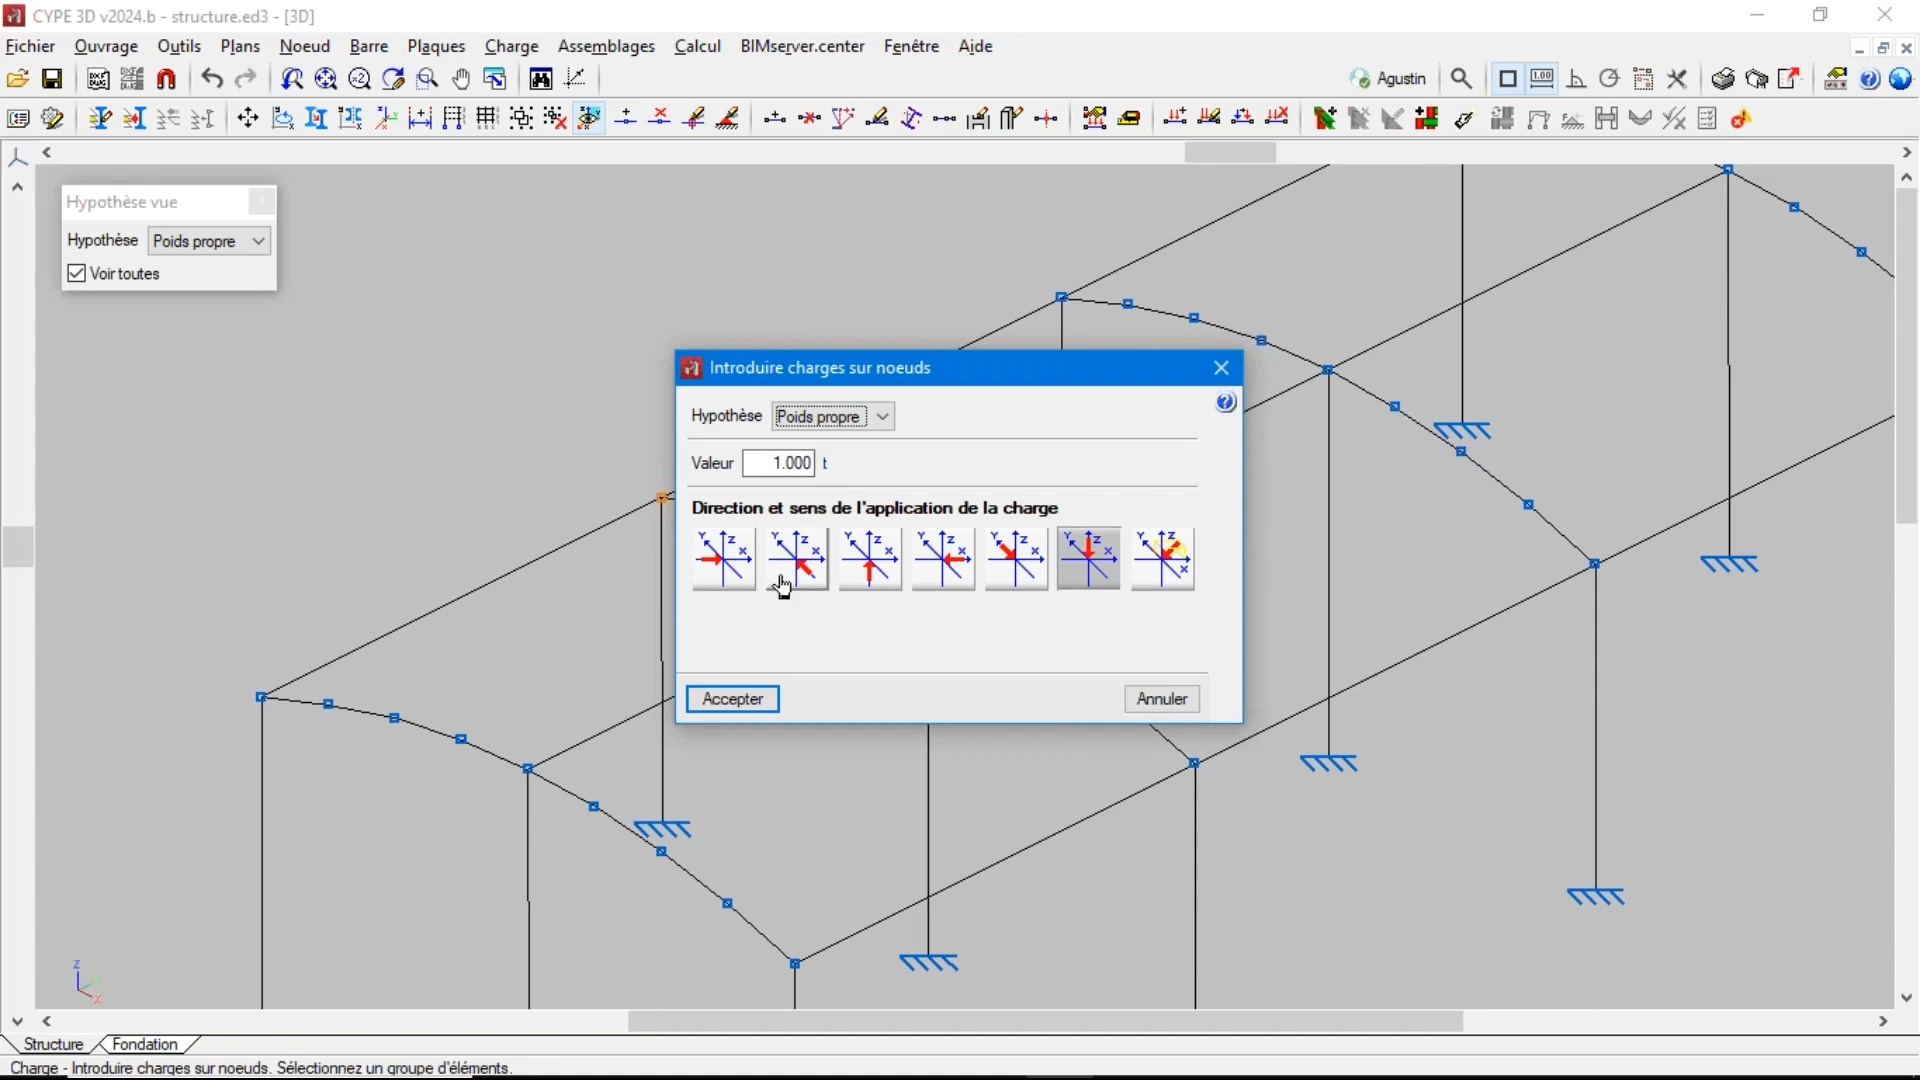 CYPE 3D v2024.b - structure.ed3 - [3D]
Fichier Ouvrage Outils Plans Noeud Barre Plaques Charge Assemblages Calcul BIMserver.center Fenêtre Aide
Agustin
Hypothèse vue
Hypothèse Poids propre
Voir toutes
Introduire charges sur noeuds
Hypothèse Poids propre
Valeur 1.000 t
Direction et sens de l'application de la charge
Accepter Annuler
Structure Fondation
Charge - Introduire charges sur noeuds. Sélectionnez un groupe d'éléments.